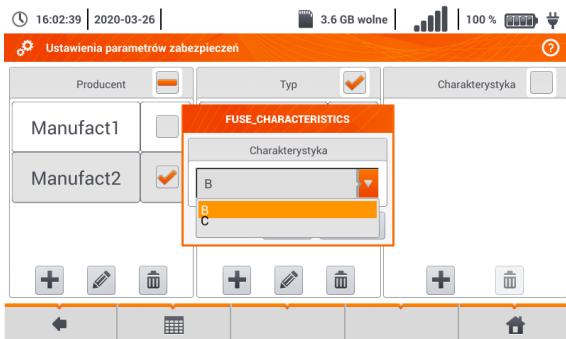 16:02:39 2020-03-26 3.6 GB wolne 100 %
Ustawienia parametrów zabezpieczeń
Producent Typ Charakterystyka
Manufact1
Manufact2
FUSE_CHARACTERISTICS
Charakterystyka
B
B
C